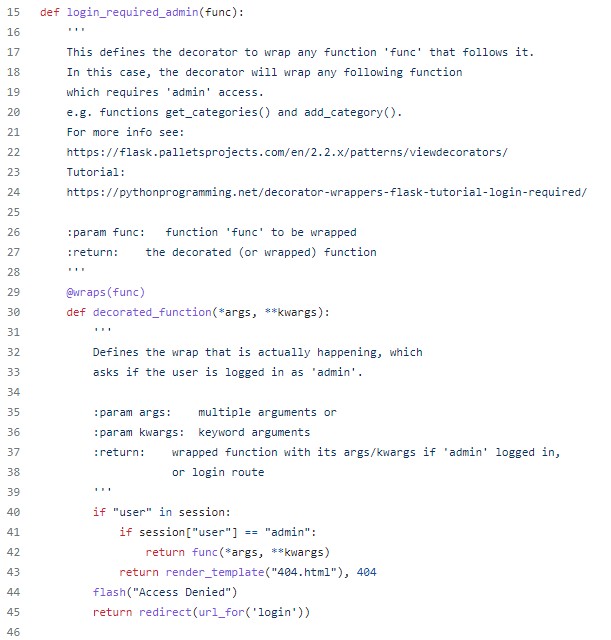 15 def login_required_admin(func):
16     '''
17     This defines the decorator to wrap any function 'func' that follows it.
18     In this case, the decorator will wrap any following function
19     which requires 'admin' access.
20     e.g. functions get_categories() and add_category().
21     For more info see:
22     https://flask.palletsprojects.com/en/2.2.x/patterns/viewdecorators/
23     Tutorial:
24     https://pythonprogramming.net/decorator-wrappers-flask-tutorial-login-required/
25
26     :param func:   function 'func' to be wrapped
27     :return:    the decorated (or wrapped) function
28     '''
29     @wraps(func)
30     def decorated_function(*args, **kwargs):
31         '''
32         Defines the wrap that is actually happening, which
33         asks if the user is logged in as 'admin'.
34
35         :param args:    multiple arguments or
36         :param kwargs:  keyword arguments
37         :return:    wrapped function with its args/kwargs if 'admin' logged in,
38                     or login route
39         '''
40         if "user" in session:
41             if session["user"] == "admin":
42                 return func(*args, **kwargs)
43             return render_template("404.html"), 404
44         flash("Access Denied")
45         return redirect(url_for('login'))
46